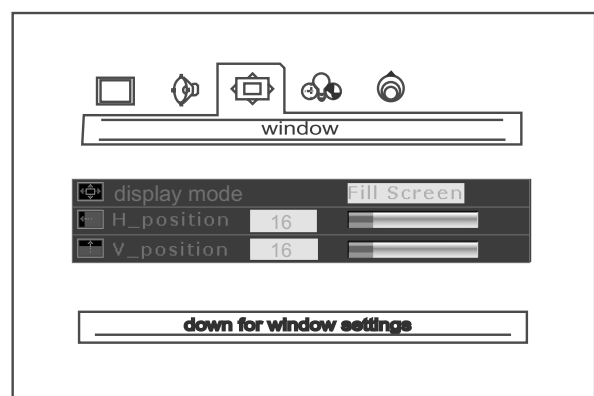 window
display mode Fill Screen
H_position 16
V_position 16
down for window settings